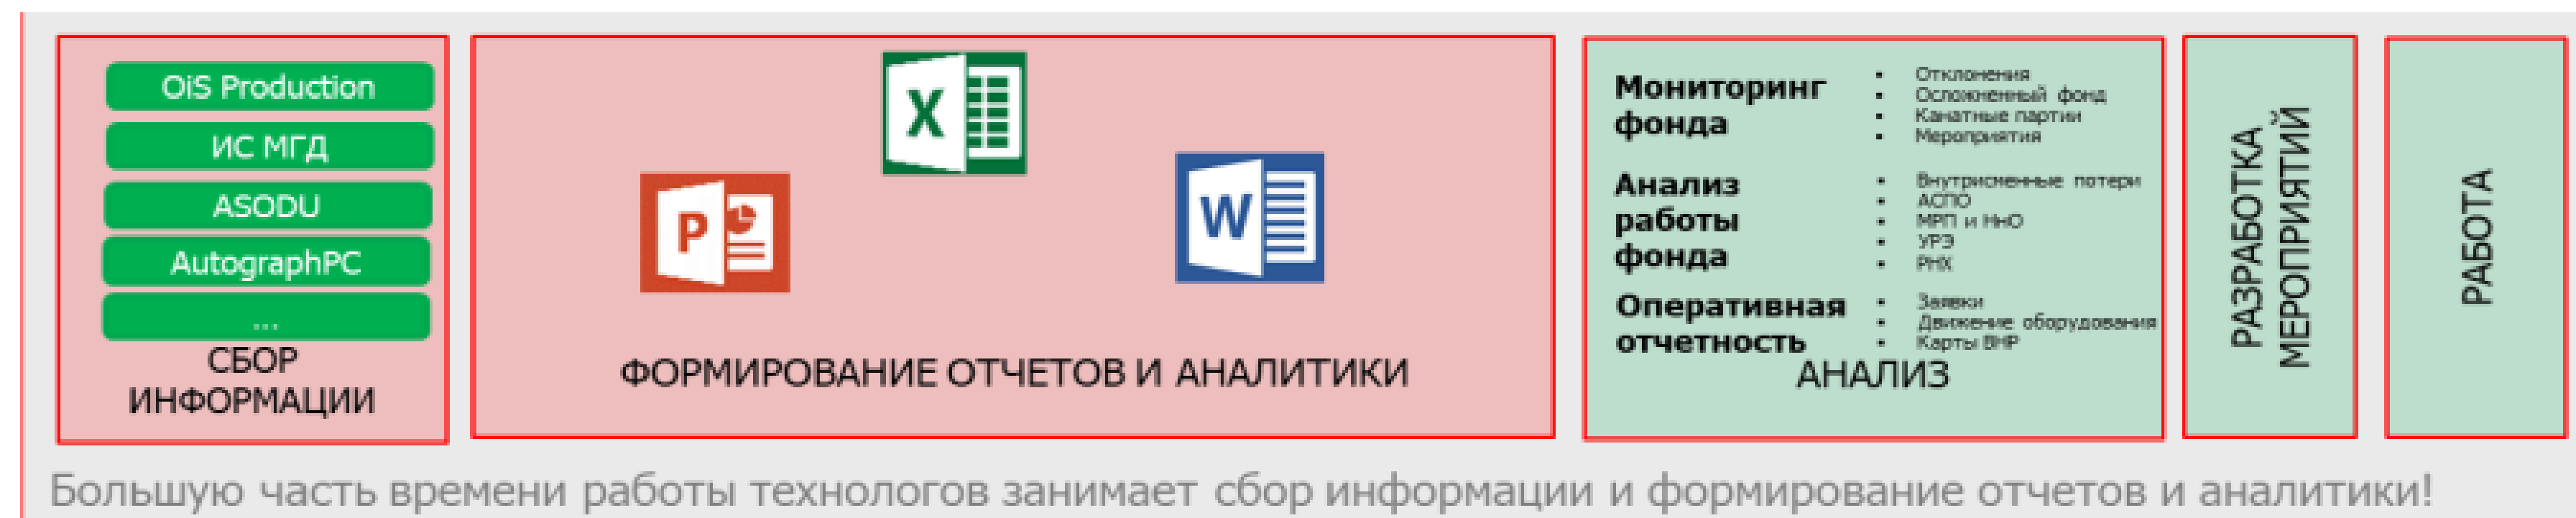 OiS Production
ИС МГД
ASODU
AutographPC
...
СБОР
ИНФОРМАЦИИ
X
P
W
ФОРМИРОВАНИЕ ОТЧЕТОВ И АНАЛИТИКИ
Мониторинг
фонда
• Отклонения
• Осложненный фонд
• Канатные партии
• Мероприятия
Анализ
работы
фонда
• Внутрисменные потери
• АСПО
• МРП и ННО
• УРЭ
• РНХ
Оперативная
отчетность
• Заявки
• Движение оборудования
• Карты ВНР
АНАЛИЗ
РАЗРАБОТКА
МЕРОПРИЯТИЙ
РАБОТА
Большую часть времени работы технологов занимает сбор информации и формирование отчетов и аналитики!